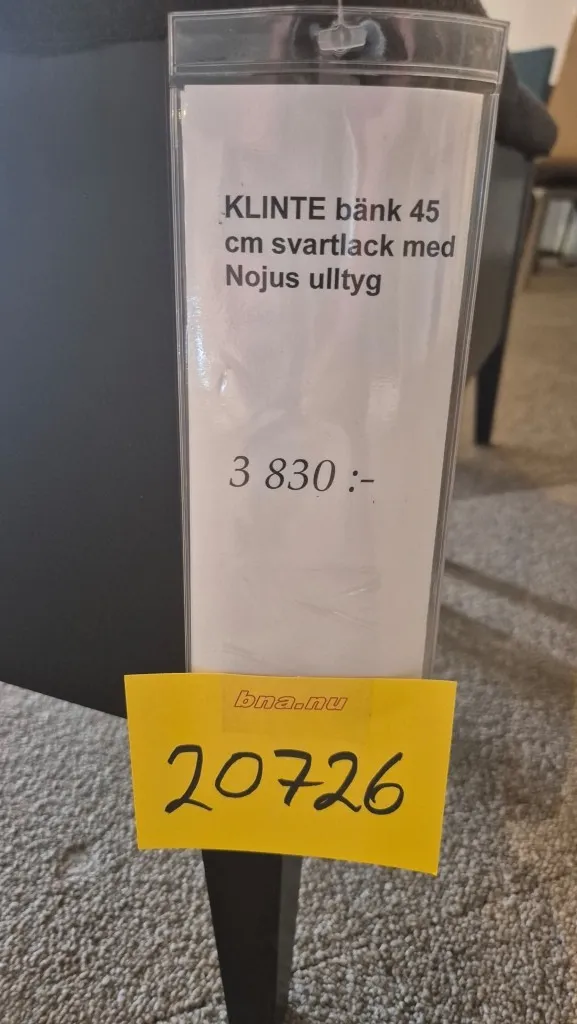 KLINTE bänk 45
cm svartlack med
Nojus ulltyg
3 830 :-
bna.nu
20726